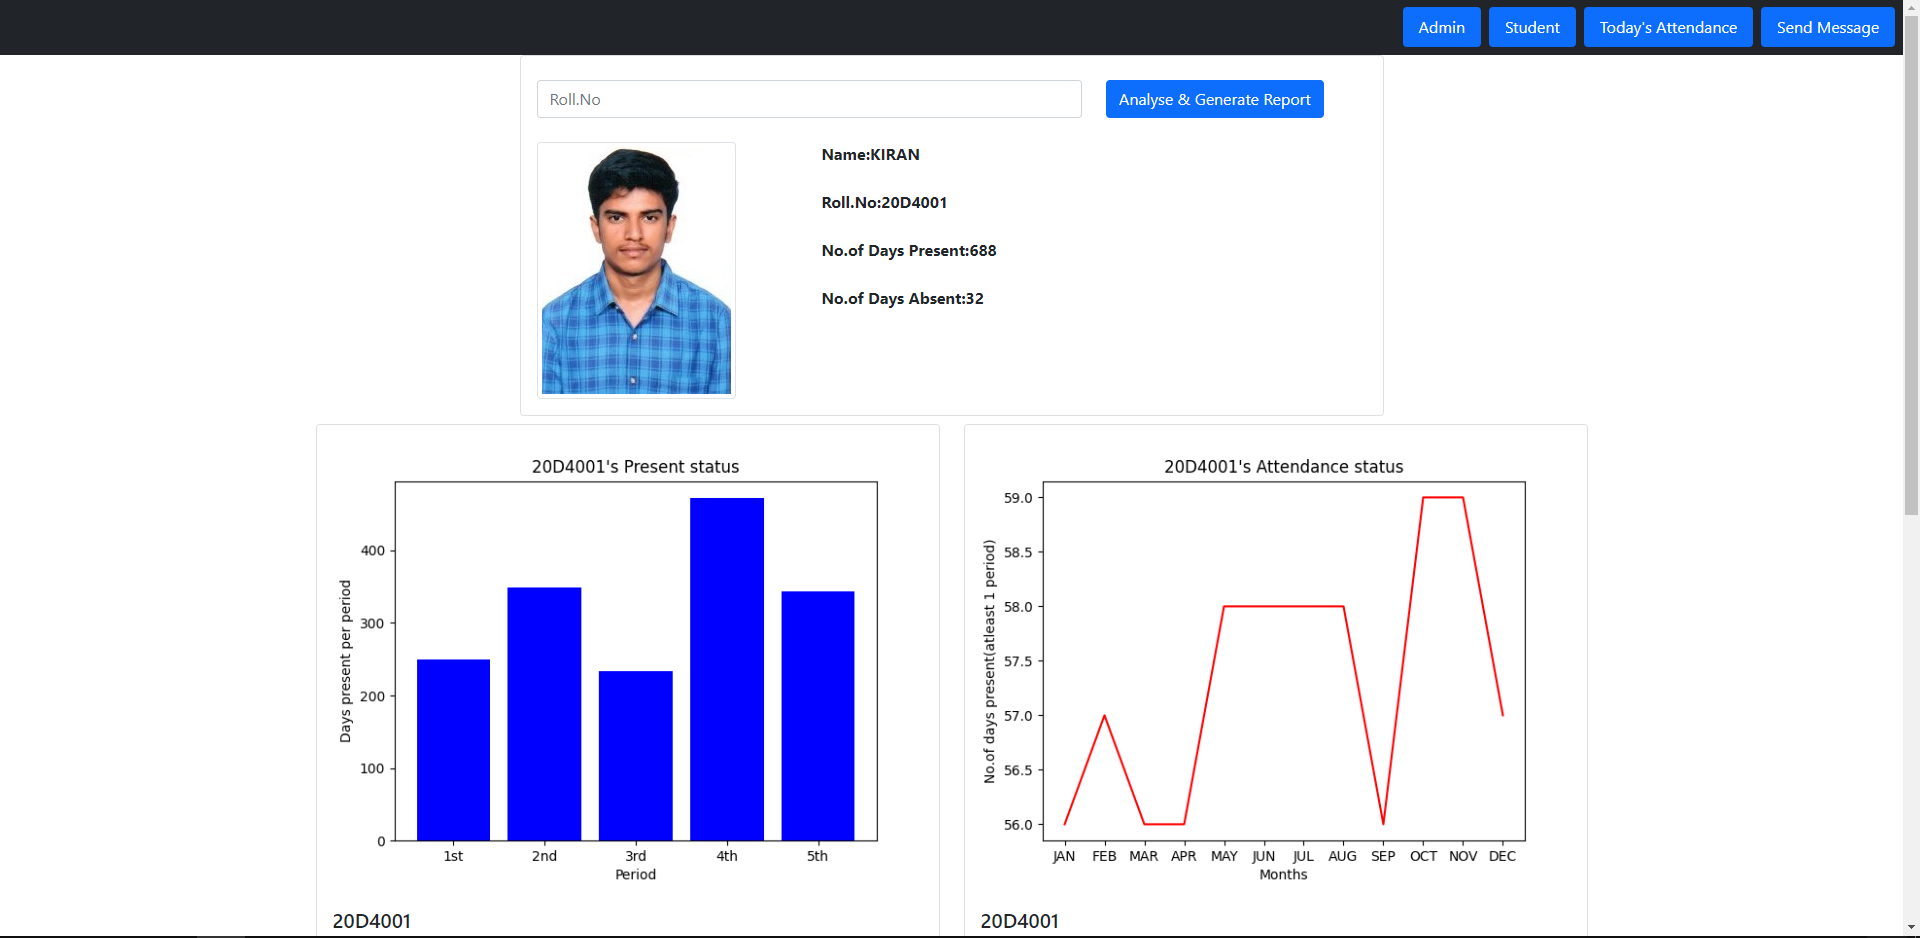 Admin Student Today's Attendance Send Message
Roll.No Analyse & Generate Report
Name:KIRAN
Roll.No:20D4001
No.of Days Present:688
No.of Days Absent:32
20D4001's Present status
Days present per period
400
300
200
100
0
1st 2nd 3rd 4th 5th
Period
20D4001
20D4001's Attendance status
No.of days present(atleast 1 period)
59.0
58.5
58.0
57.5
57.0
56.5
56.0
JAN FEB MAR APR MAY JUN JUL AUG SEP OCT NOV DEC
Months
20D4001